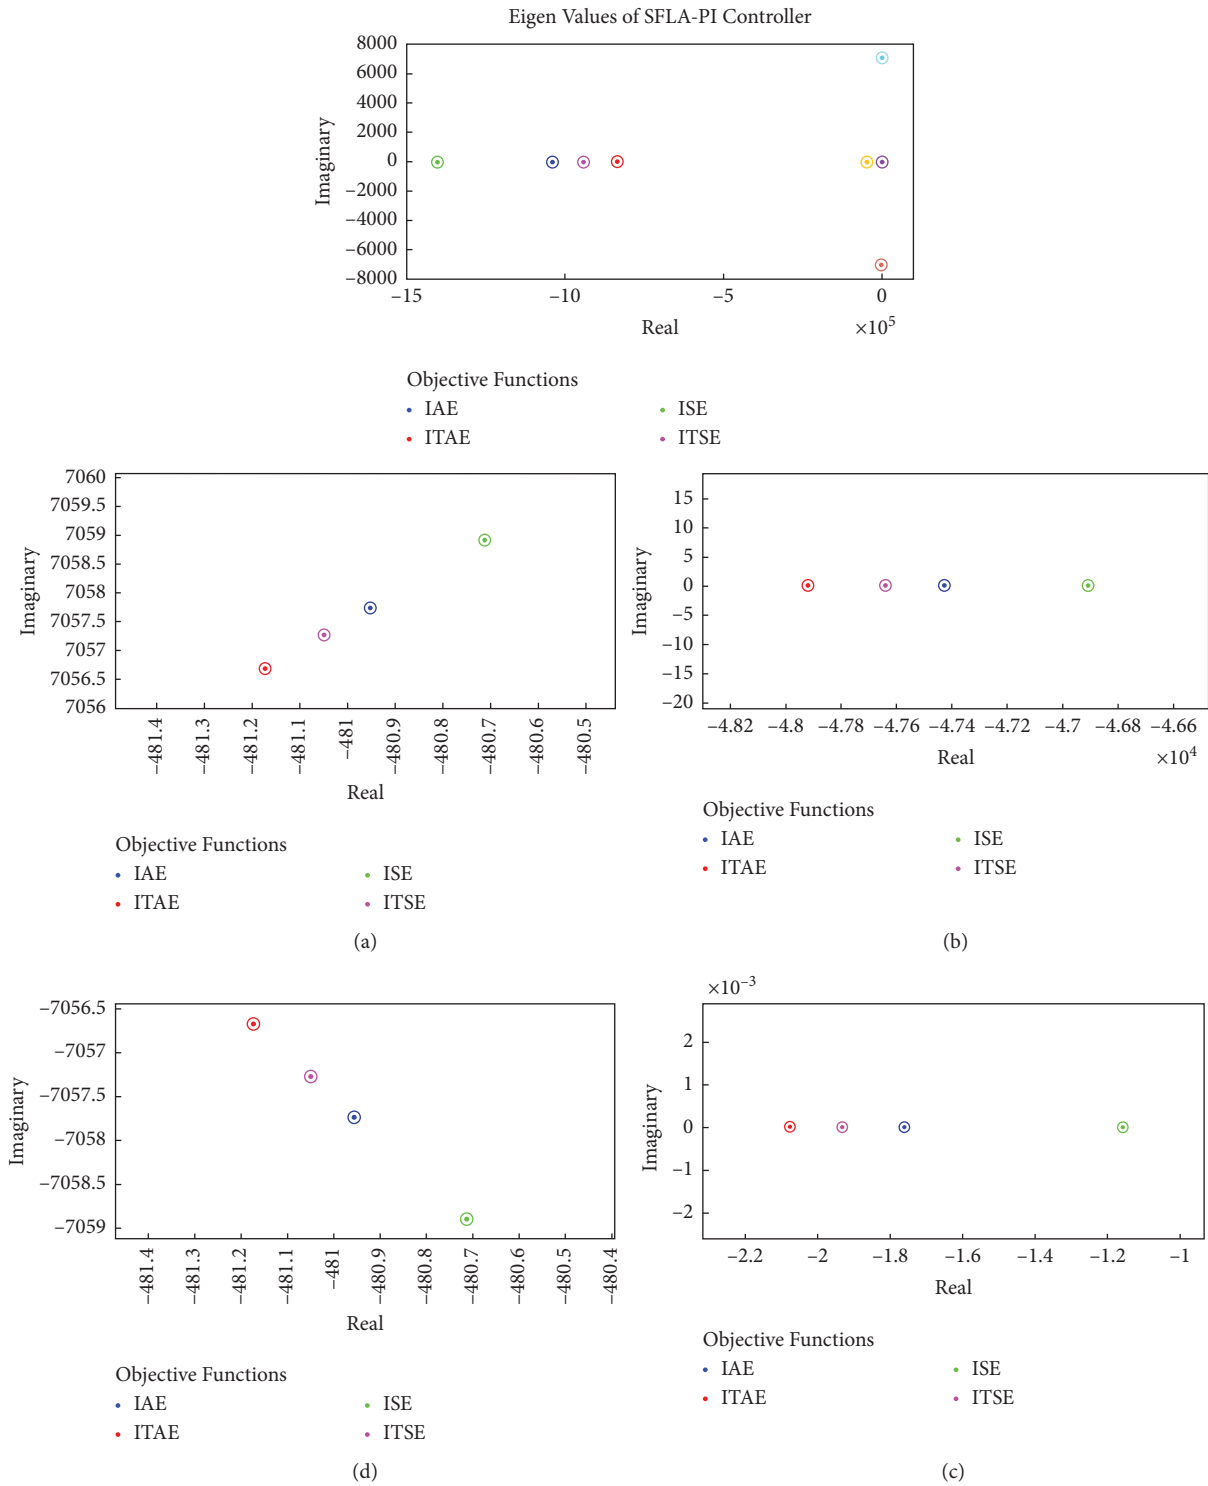 Eigen Values of SFLA-PI Controller
8000
6000
4000
2000
0
−2000
−4000
−6000
−8000
Imaginary
−15 −10 −5 0
Real ×10^5
Objective Functions
IAE ISE
ITAE ITSE
7060
7059.5
7059
7058.5
7058
7057.5
7057
7056.5
7056
Imaginary
−481.4 −481.3 −481.2 −481.1 −481 −480.9 −480.8 −480.7 −480.6 −480.5
Real
Objective Functions
IAE ISE
ITAE ITSE
(a)
15
10
5
0
−5
−10
−15
−20
Imaginary
−4.82 −4.8 −4.78 −4.76 −4.74 −4.72 −4.7 −4.68 −4.66
Real ×10^4
Objective Functions
IAE ISE
ITAE ITSE
(b)
−7056.5
−7057
−7057.5
−7058
−7058.5
−7059
Imaginary
−481.4 −481.3 −481.2 −481.1 −481 −480.9 −480.8 −480.7 −480.6 −480.5 −480.4
Real
Objective Functions
IAE ISE
ITAE ITSE
(d)
×10^−3
2
1
0
−1
−2
Imaginary
−2.2 −2 −1.8 −1.6 −1.4 −1.2 −1
Real
Objective Functions
IAE ISE
ITAE ITSE
(c)